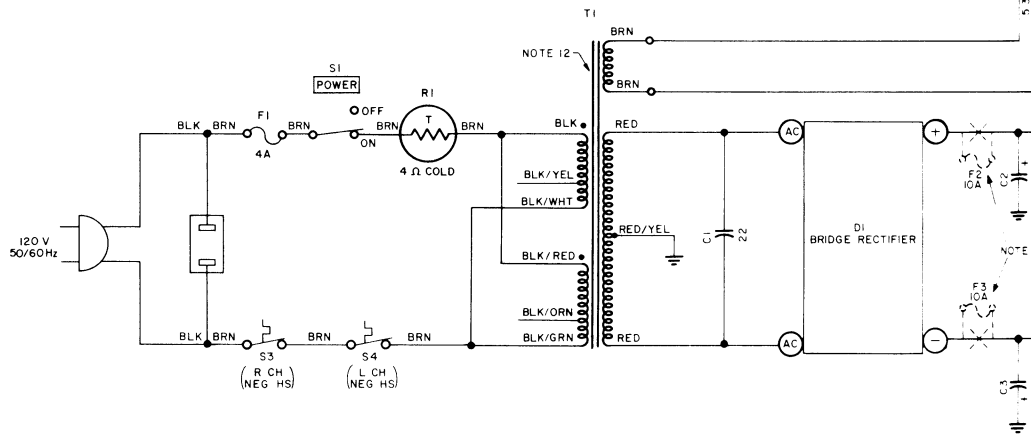 T1
5.3
BRN
NOTE 12
BRN
S1
POWER
OFF
ON
R1
T
4 Ω COLD
BLK
BRN
F1
4A
BRN
BRN
BRN
BLK
BLK/YEL
BLK/WHT
BLK/RED
BLK/ORN
BLK/GRN
RED
RED/YEL
RED
C1
22
AC
AC
D1
BRIDGE RECTIFIER
+
−
F2
10A
C2
+
NOTE
F3
10A
C3
+
120 V
50/60Hz
BLK
BRN
S3
(R CH
NEG HS)
BRN
S4
(L CH
NEG HS)
BRN